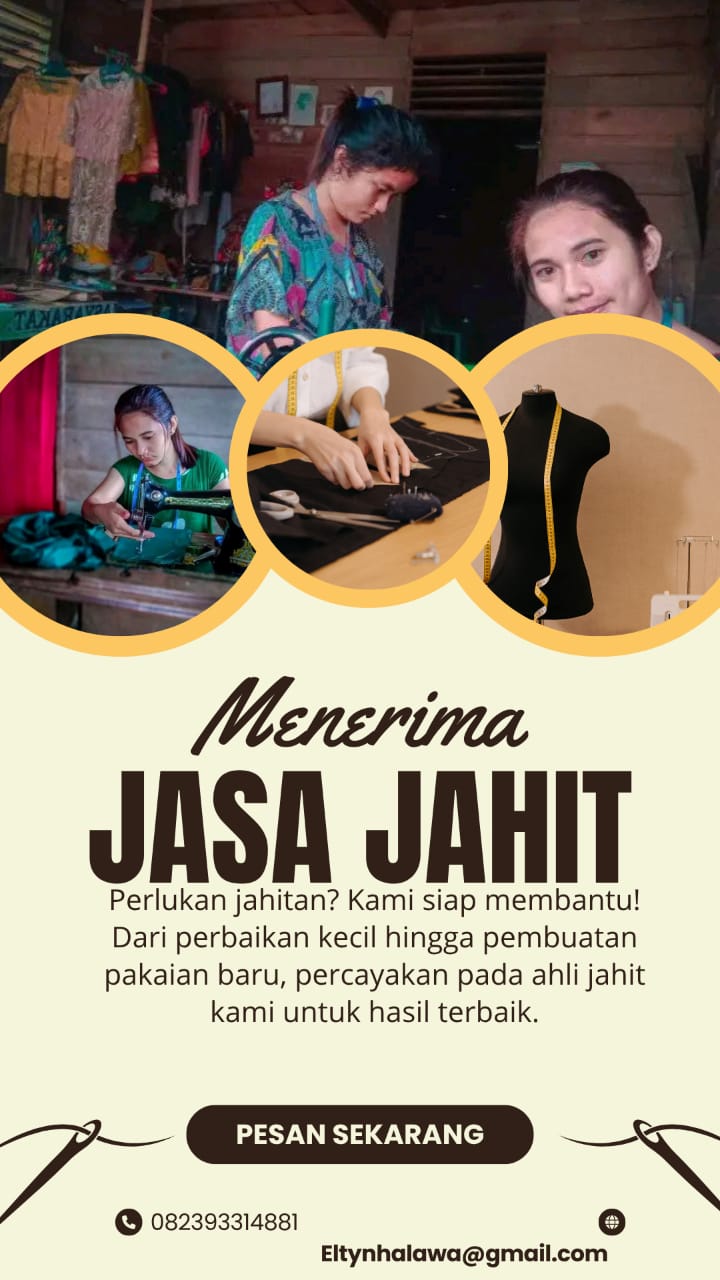 ASYARAKAT
Menerima
JASA JAHIT
Perlukan jahitan? Kami siap membantu!
Dari perbaikan kecil hingga pembuatan
pakaian baru, percayakan pada ahli jahit
kami untuk hasil terbaik.
PESAN SEKARANG
082393314881
Eltynhalawa@gmail.com